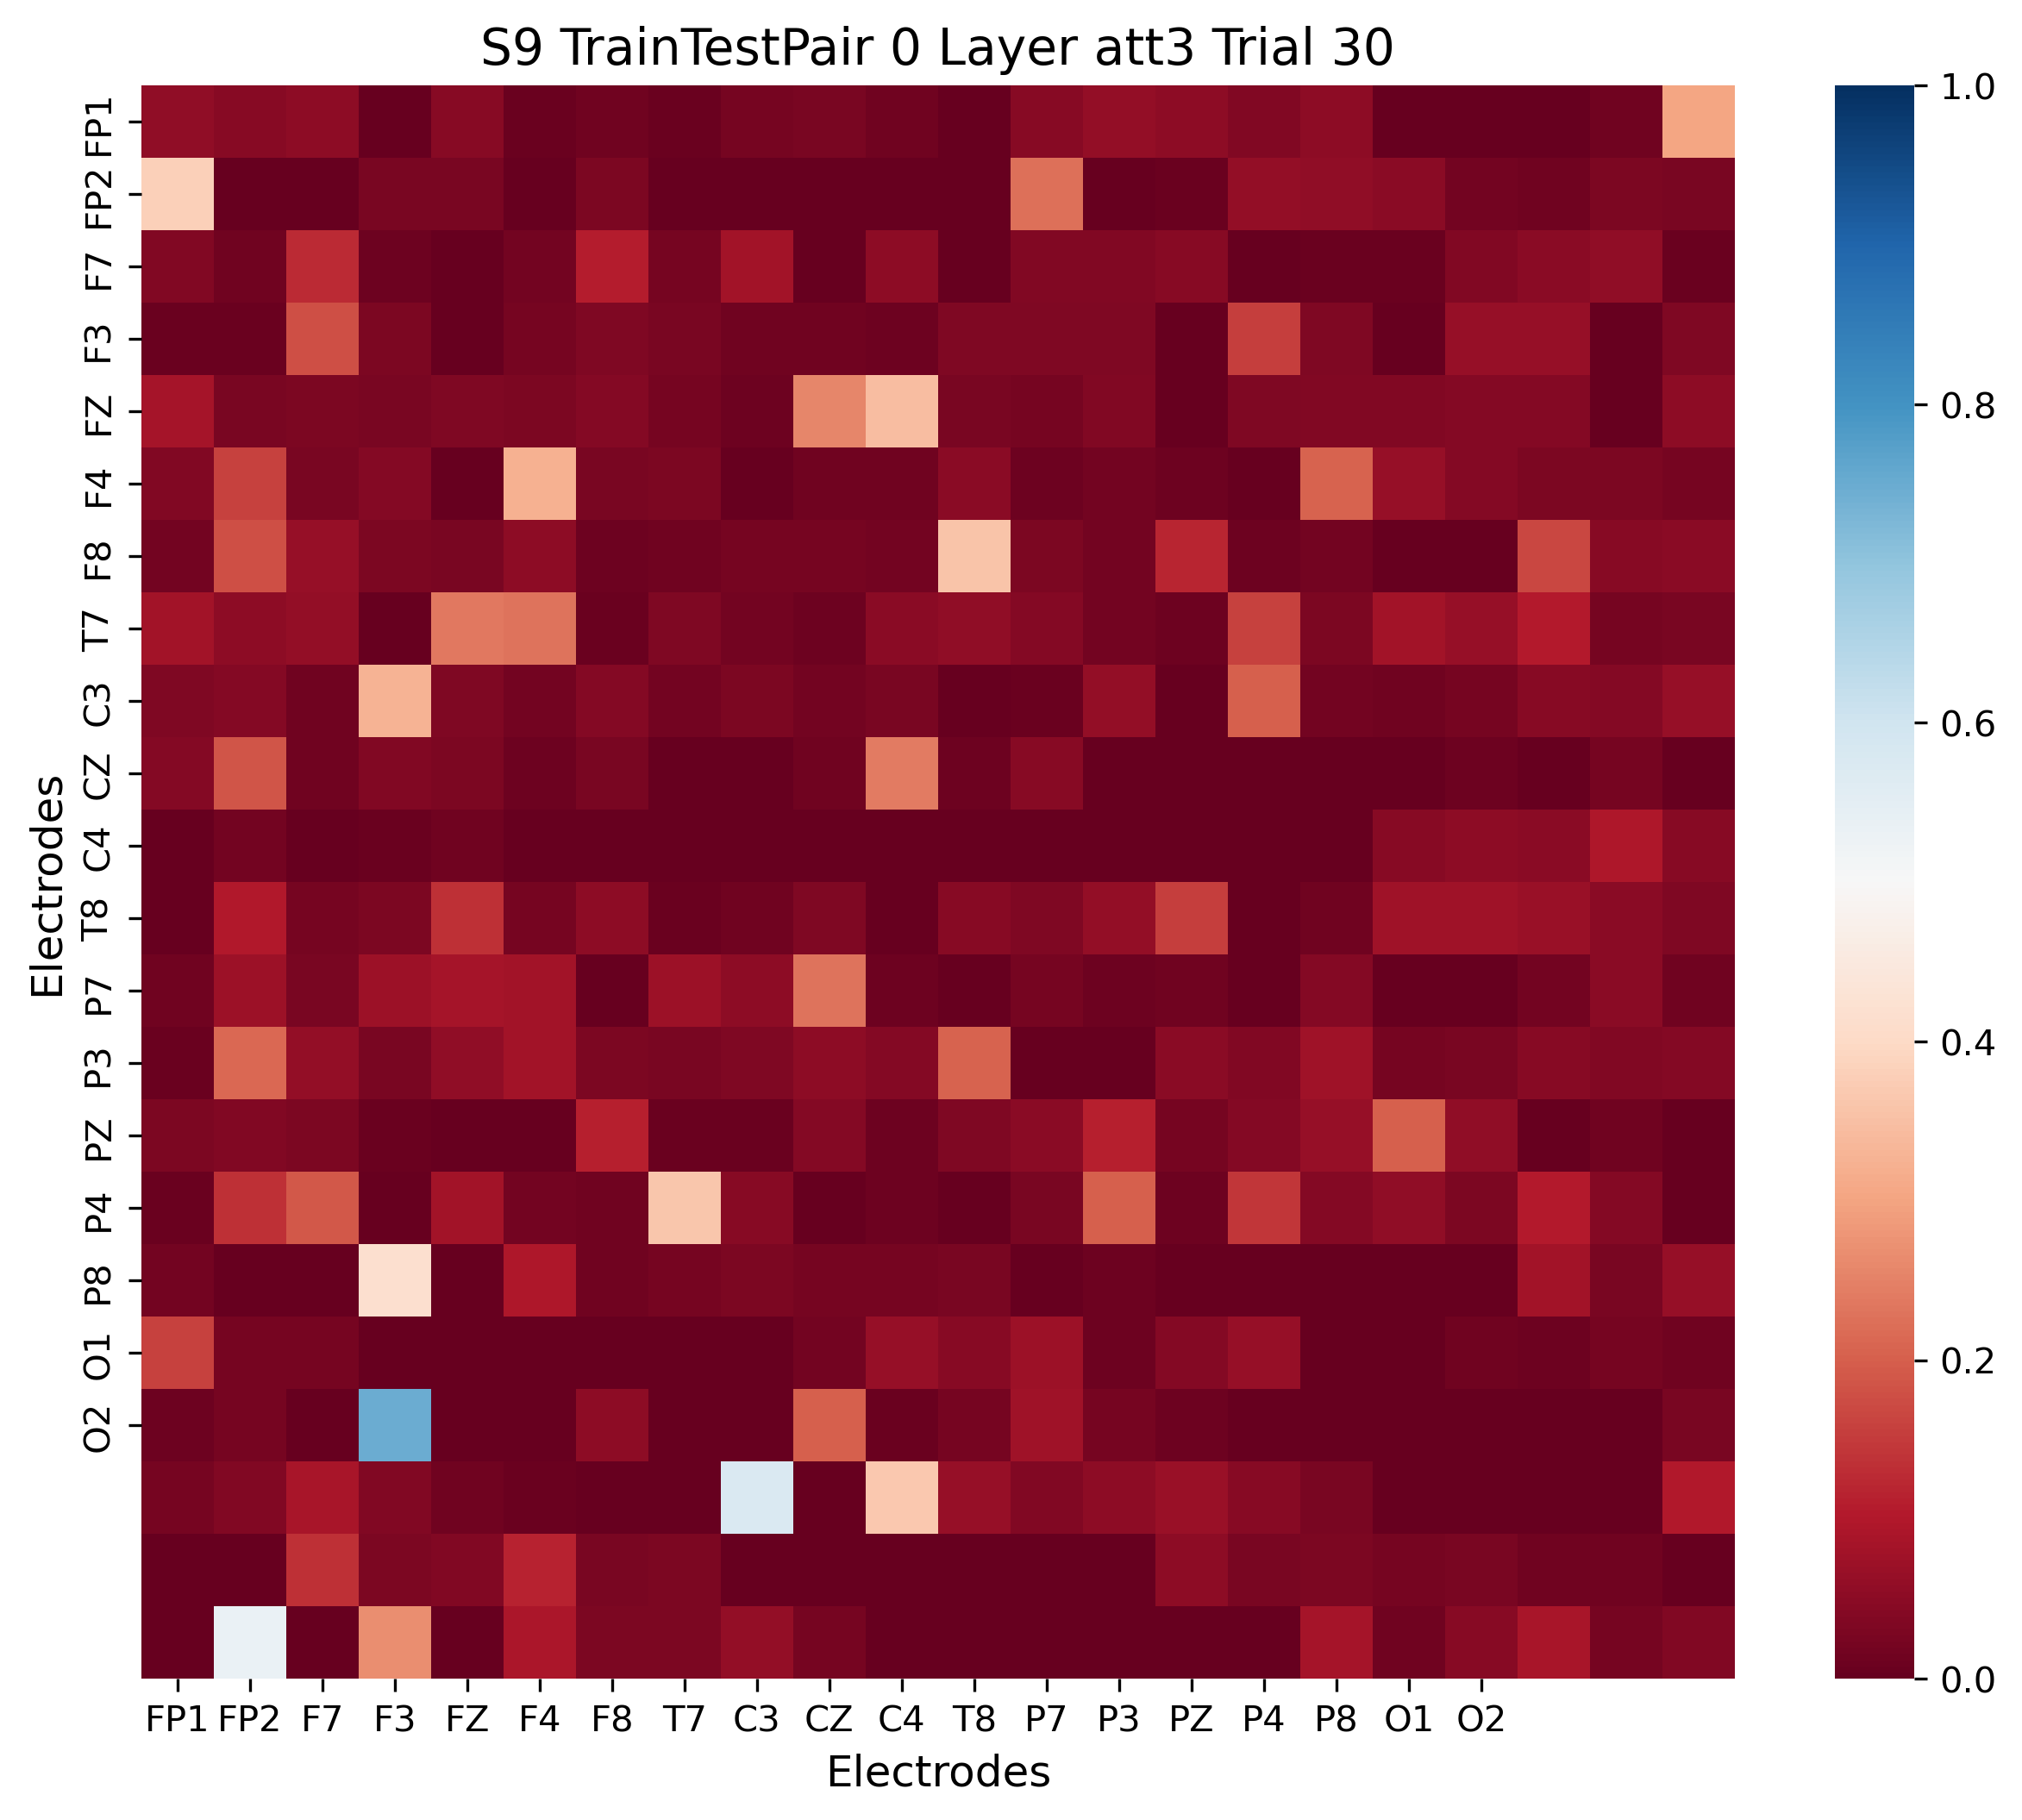 S9 TrainTestPair 0 Layer att3 Trial 30
Electrodes
FP1
FP2
F7
F3
FZ
F4
F8
T7
C3
CZ
C4
T8
P7
P3
PZ
P4
P8
O1
O2
FP1 FP2 F7 F3 FZ F4 F8 T7 C3 CZ C4 T8 P7 P3 PZ P4 P8 O1 O2
Electrodes
1.0
0.8
0.6
0.4
0.2
0.0